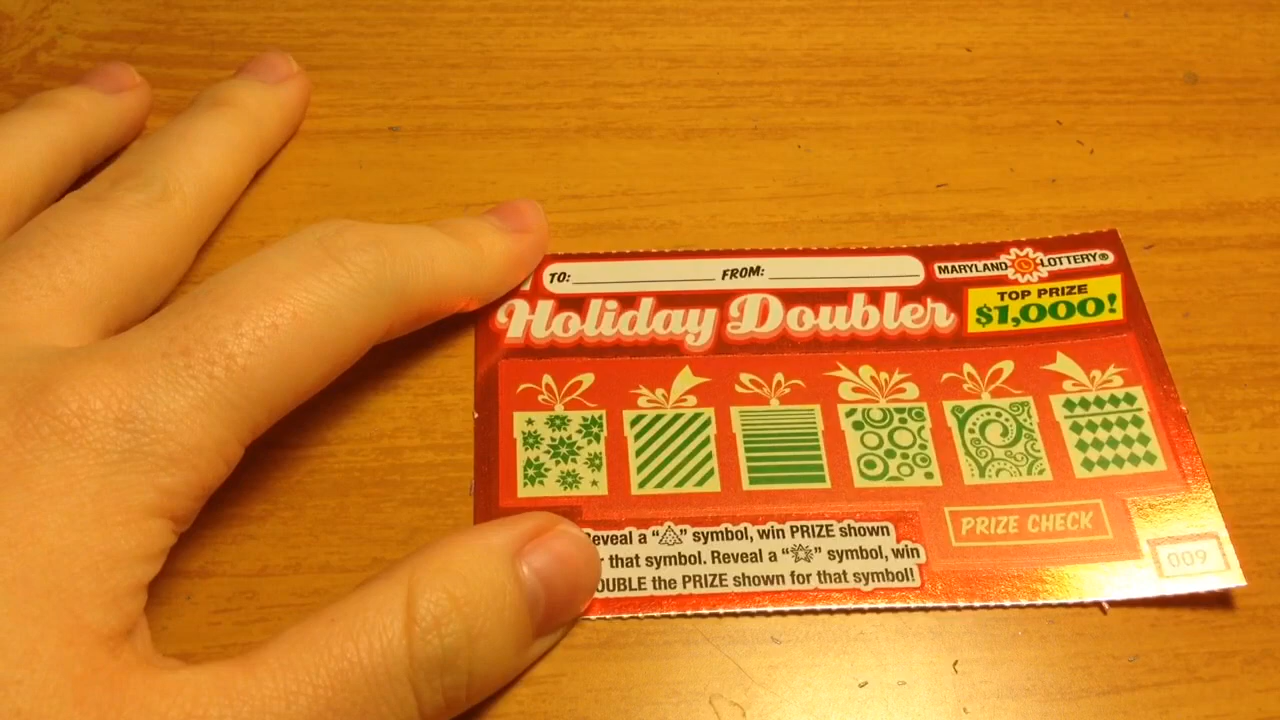 TO: FROM:
MARYLAND LOTTERY®
Holiday Doubler
TOP PRIZE
$1,000!
Reveal a " " symbol, win PRIZE shown
that symbol. Reveal a " " symbol, win
OUBLE the PRIZE shown for that symbol!
PRIZE CHECK
009